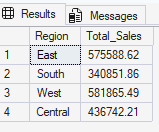 Results Messages
Region Total_Sales
1 East 575588.62
2 South 340851.86
3 West 581865.49
4 Central 436742.21